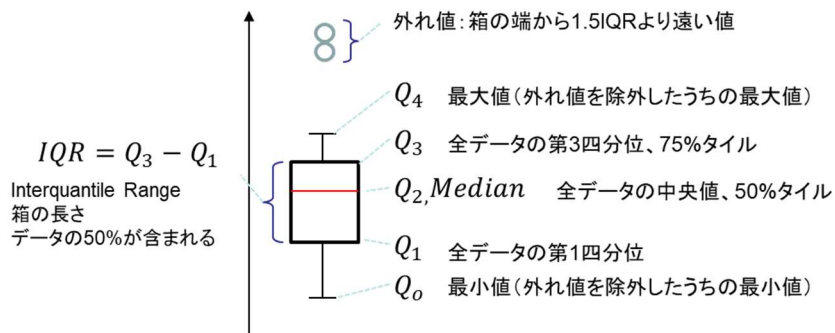 外れ値：箱の端から1.5IQRより遠い値
Q4 最大値（外れ値を除外したうちの最大値）
IQR = Q3 − Q1
Interquantile Range
箱の長さ
データの50%が含まれる
Q3 全データの第3四分位、75%タイル
Q2,Median 全データの中央値、50%タイル
Q1 全データの第1四分位
Qo 最小値（外れ値を除外したうちの最小値）